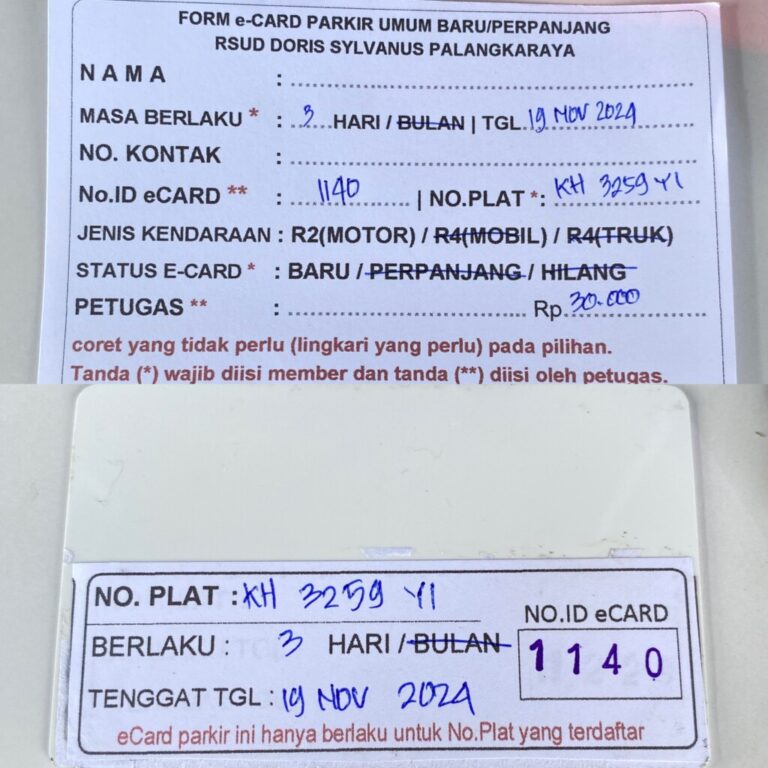 FORM e-CARD PARKIR UMUM BARU/PERPANJANG
RSUD DORIS SYLVANUS PALANGKARAYA
NAMA :
MASA BERLAKU * : 3 HARI / BULAN | TGL 19 NOV 2024
NO. KONTAK :
No.ID eCARD ** : 1140 | NO.PLAT *: KH 3259 YI
JENIS KENDARAAN : R2(MOTOR) / R4(MOBIL) / R4(TRUK)
STATUS E-CARD * : BARU / PERPANJANG / HILANG
PETUGAS ** : Rp 30.000
coret yang tidak perlu (lingkari yang perlu) pada pilihan.
Tanda (*) wajib diisi member dan tanda (**) diisi oleh petugas.
NO. PLAT : KH 3259 YI
NO.ID eCARD
BERLAKU : 3 HARI / BULAN
1140
TENGGAT TGL : 19 NOV 2024
eCard parkir ini hanya berlaku untuk No.Plat yang terdaftar